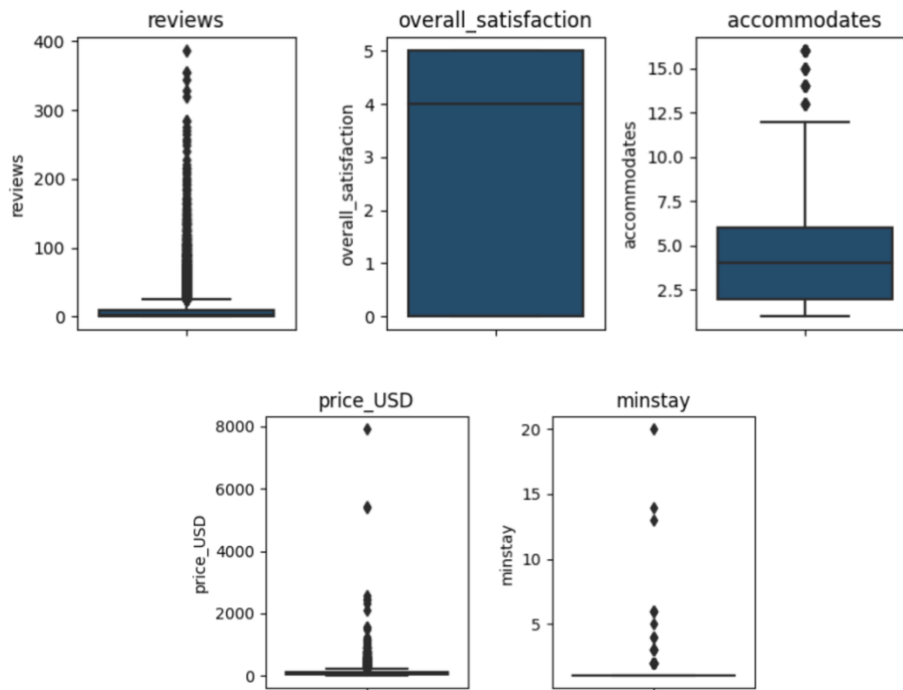 reviews
overall_satisfaction
accommodates
400
300
200
100
0
reviews
5
4
3
2
1
0
overall_satisfaction
15.0
12.5
10.0
7.5
5.0
2.5
accommodates
price_USD
minstay
8000
6000
4000
2000
0
price_USD
20
15
10
5
minstay